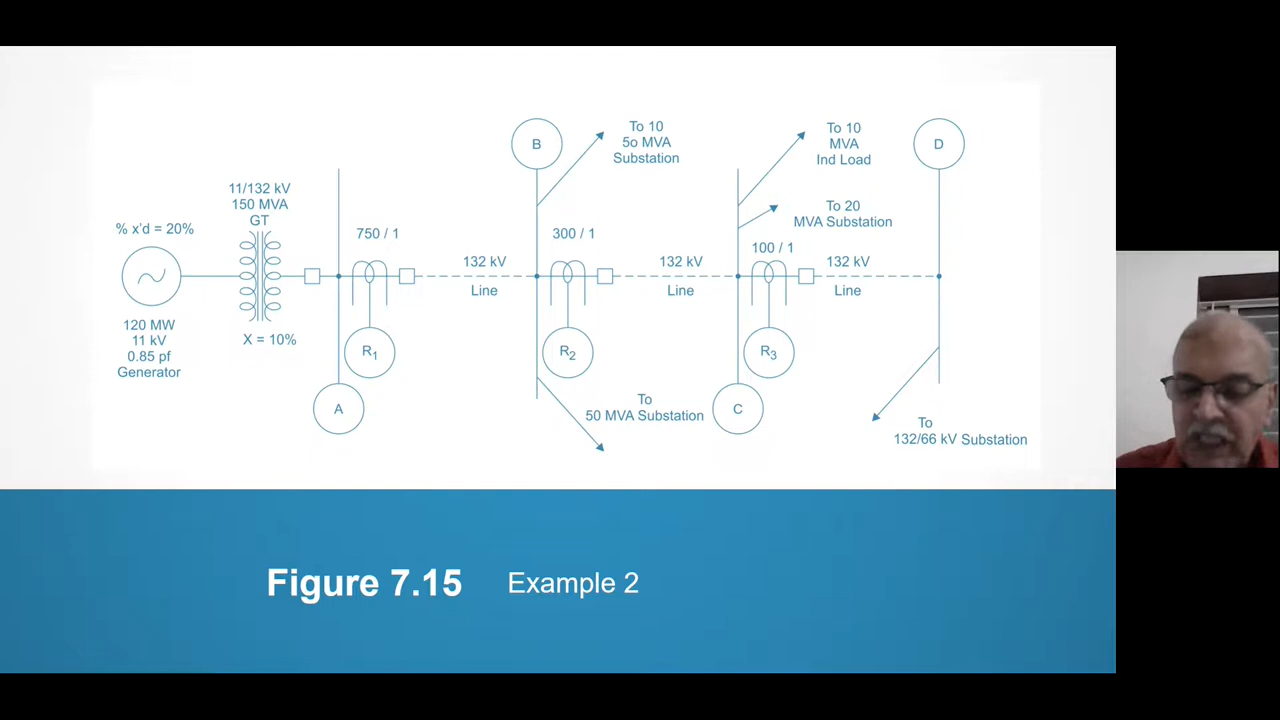 % x'd = 20%
120 MW
11 kV
0.85 pf
Generator
11/132 kV
150 MVA
GT
X = 10%
A
750 / 1
R1
132 kV
Line
B
To 10
5o MVA
Substation
300 / 1
R2
To
50 MVA Substation
132 kV
Line
C
To 10
MVA
Ind Load
To 20
MVA Substation
100 / 1
R3
132 kV
Line
D
To
132/66 kV Substation
Figure 7.15 Example 2